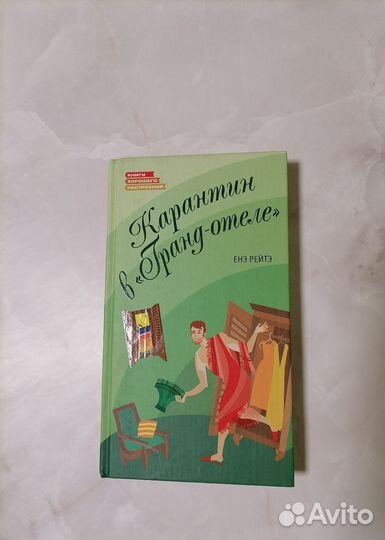 КНИГИ
ХОРОШЕГО
НАСТРОЕНИЯ
Карантин
в «Гранд-отеле»
ЕНЭ РЕЙТЭ
Avito